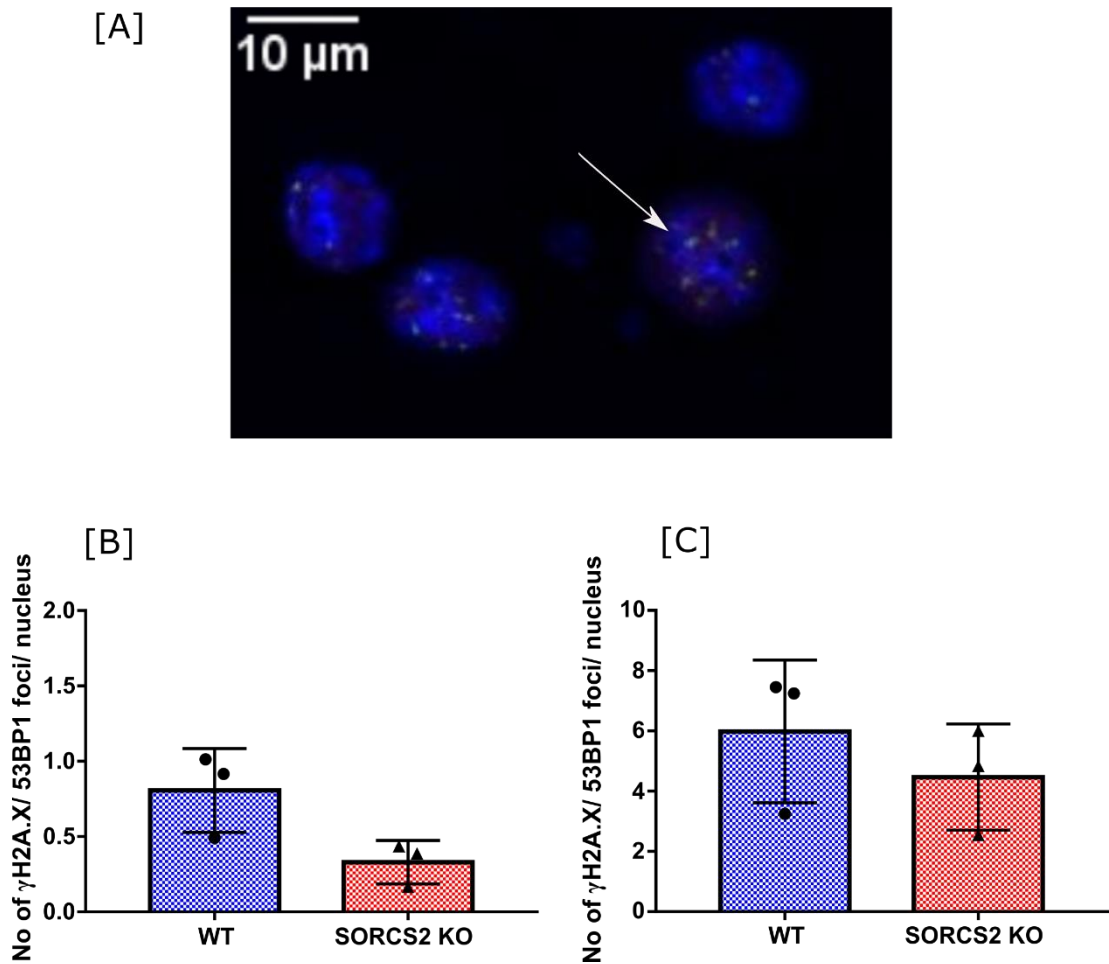 [A]
10 µm
[B]
No of γH2A.X/ 53BP1 foci/ nucleus
2.0
1.5
1.0
0.5
0.0
WT
SORCS2 KO
[C]
No of γH2A.X/ 53BP1 foci/ nucleus
10
8
6
4
2
0
WT
SORCS2 KO